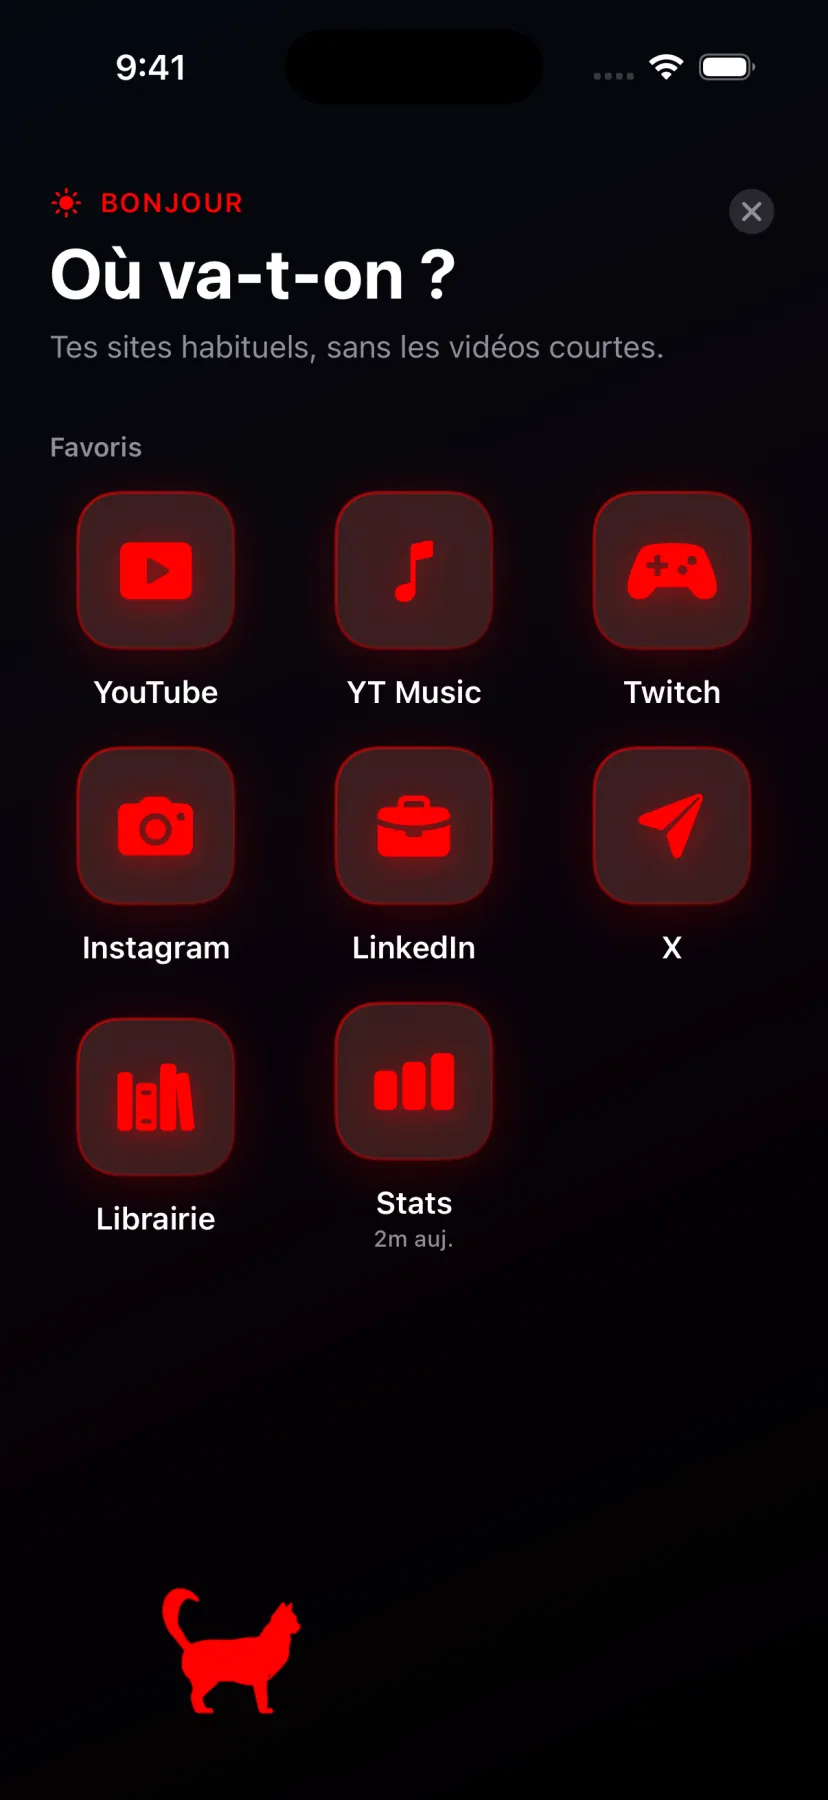 9:41
BONJOUR
Où va-t-on ?
Tes sites habituels, sans les vidéos courtes.
Favoris
YouTube
YT Music
Twitch
Instagram
LinkedIn
X
Librairie
Stats
2m auj.